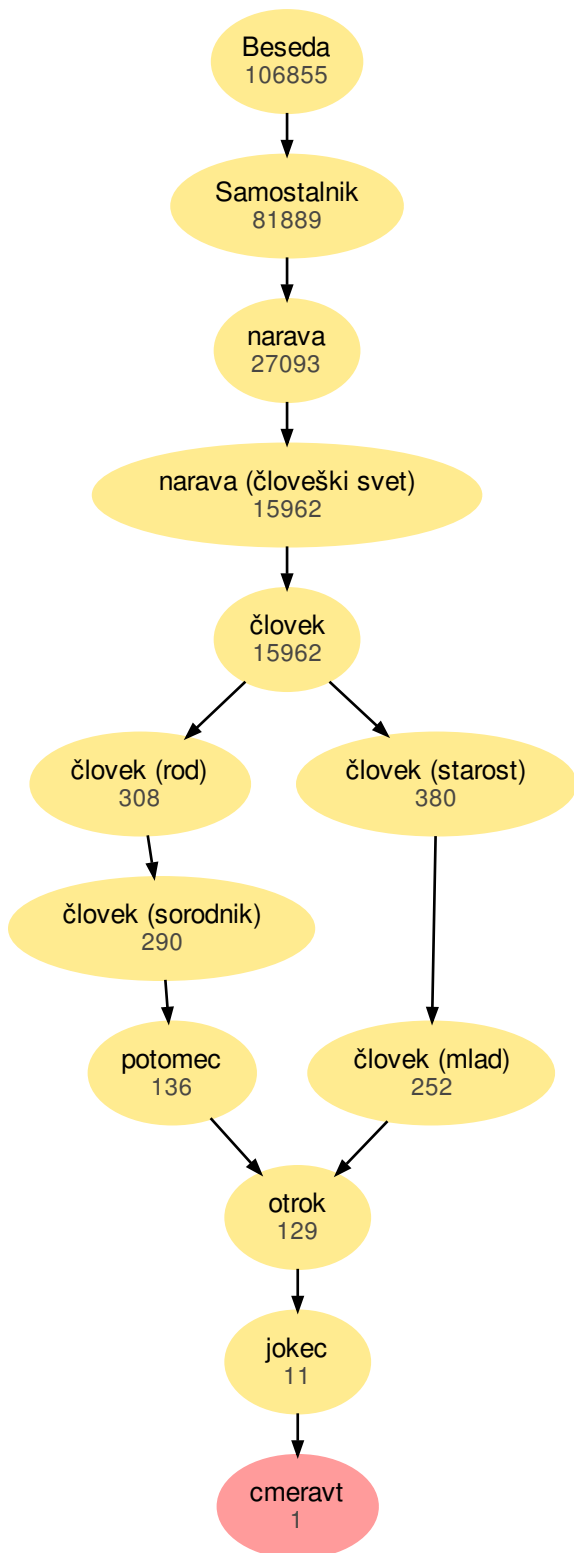 Beseda
106855
Samostalnik
81889
narava
27093
narava (človeški svet)
15962
človek
15962
človek (rod)
308
človek (starost)
380
človek (sorodnik)
290
potomec
136
človek (mlad)
252
otrok
129
jokec
11
cmeravt
1